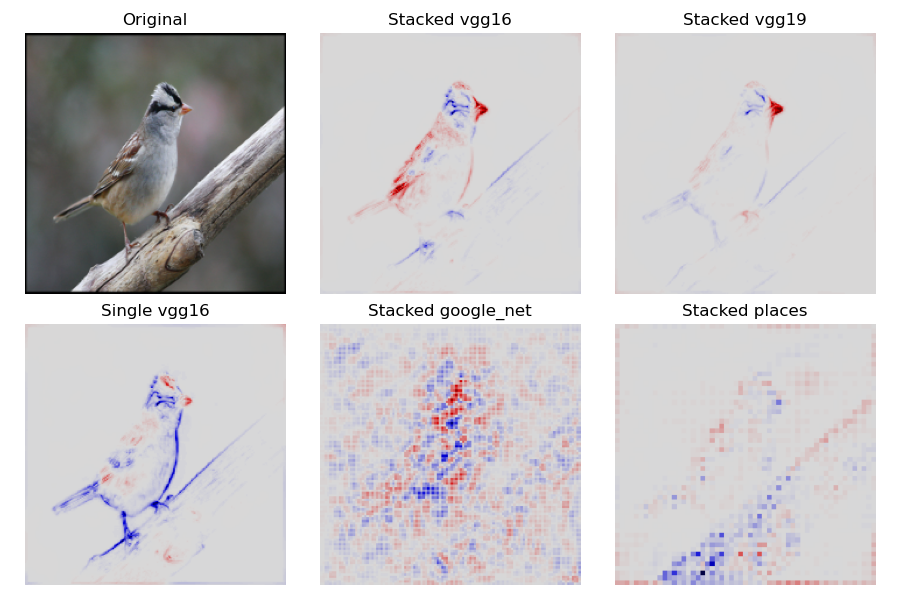 Original
Stacked vgg16
Stacked vgg19
Single vgg16
Stacked google_net
Stacked places